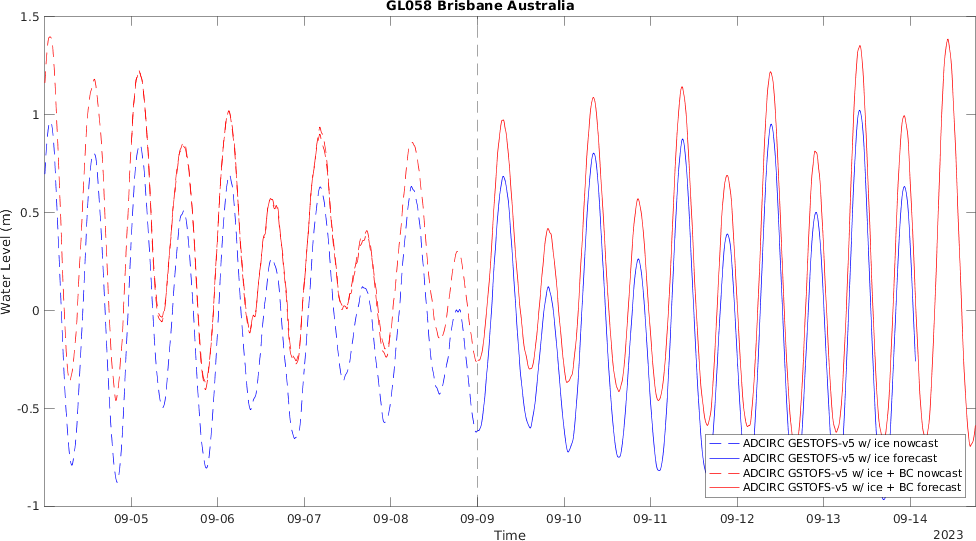 GL058 Brisbane Australia
1.5
1
0.5
0
-0.5
-1
Water Level (m)
09-05 09-06 09-07 09-08 09-09 09-10 09-11 09-12 09-13 09-14
Time
2023
ADCIRC GESTOFS-v5 w/ ice nowcast
ADCIRC GESTOFS-v5 w/ ice forecast
ADCIRC GSTOFS-v5 w/ice + BC nowcast
ADCIRC GSTOFS-v5 w/ice + BC forecast